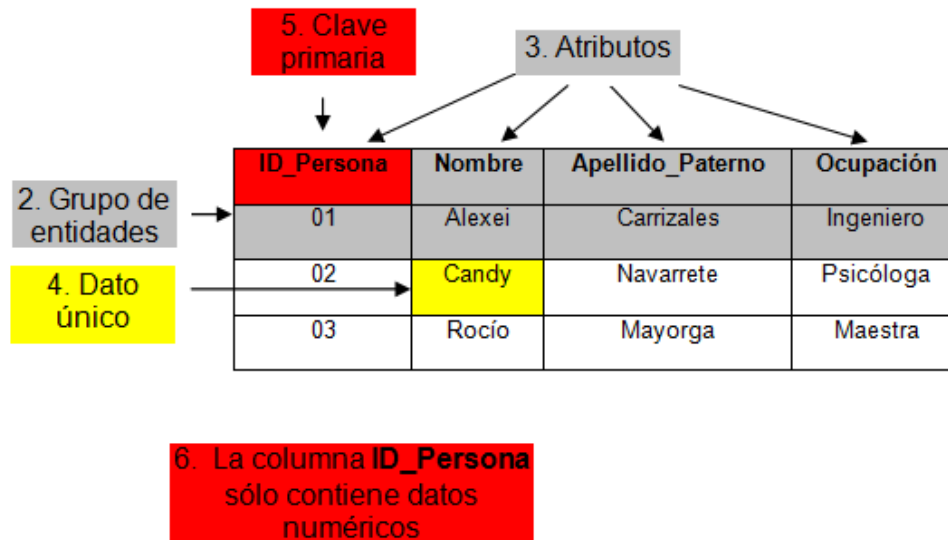 5. Clave
primaria
3. Atributos
ID_Persona Nombre Apellido_Paterno Ocupación
2. Grupo de
entidades
01 Alexei Carrizales Ingeniero
4. Dato
único
02 Candy Navarrete Psicóloga
03 Rocío Mayorga Maestra
6. La columna ID_Persona
sólo contiene datos
numéricos